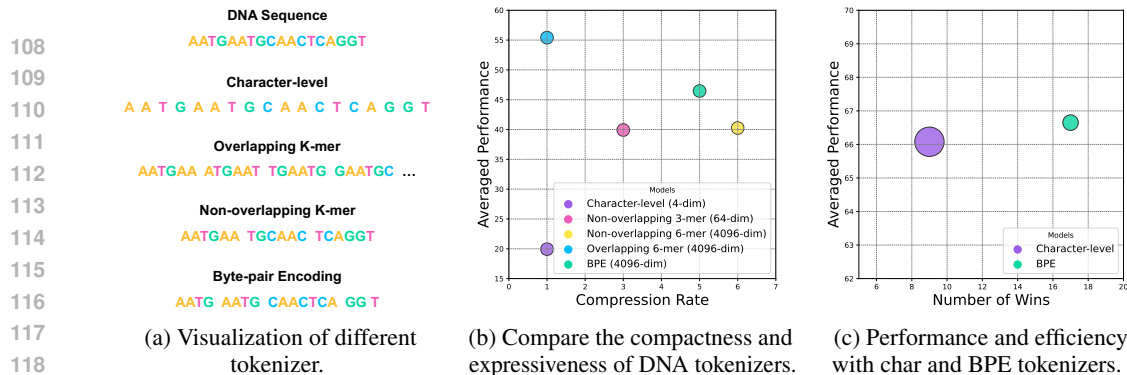 108
109
110
111
112
113
114
115
116
117
118
DNA Sequence
AATGAATGCAACTCAGGT
Character-level
A A T G A A T G C A A C T C A G G T
Overlapping K-mer
AATGAA ATGAAT TGAATG GAATGC ...
Non-overlapping K-mer
AATGAA TGCAAC TCAGGT
Byte-pair Encoding
AATG AATG CAACTCA GG T
(a) Visualization of different
tokenizer.
Averaged Performance
60
55
50
45
40
35
30
25
20
15
0 1 2 3 4 5 6 7
Compression Rate
Models
Character-level (4-dim)
Non-overlapping 3-mer (64-dim)
Non-overlapping 6-mer (4096-dim)
Overlapping 6-mer (4096-dim)
BPE (4096-dim)
(b) Compare the compactness and
expressiveness of DNA tokenizers.
Averaged Performance
70
69
68
67
66
65
64
63
62
6 8 10 12 14 16 18 20
Number of Wins
Models
Character-level
BPE
(c) Performance and efficiency
with char and BPE tokenizers.